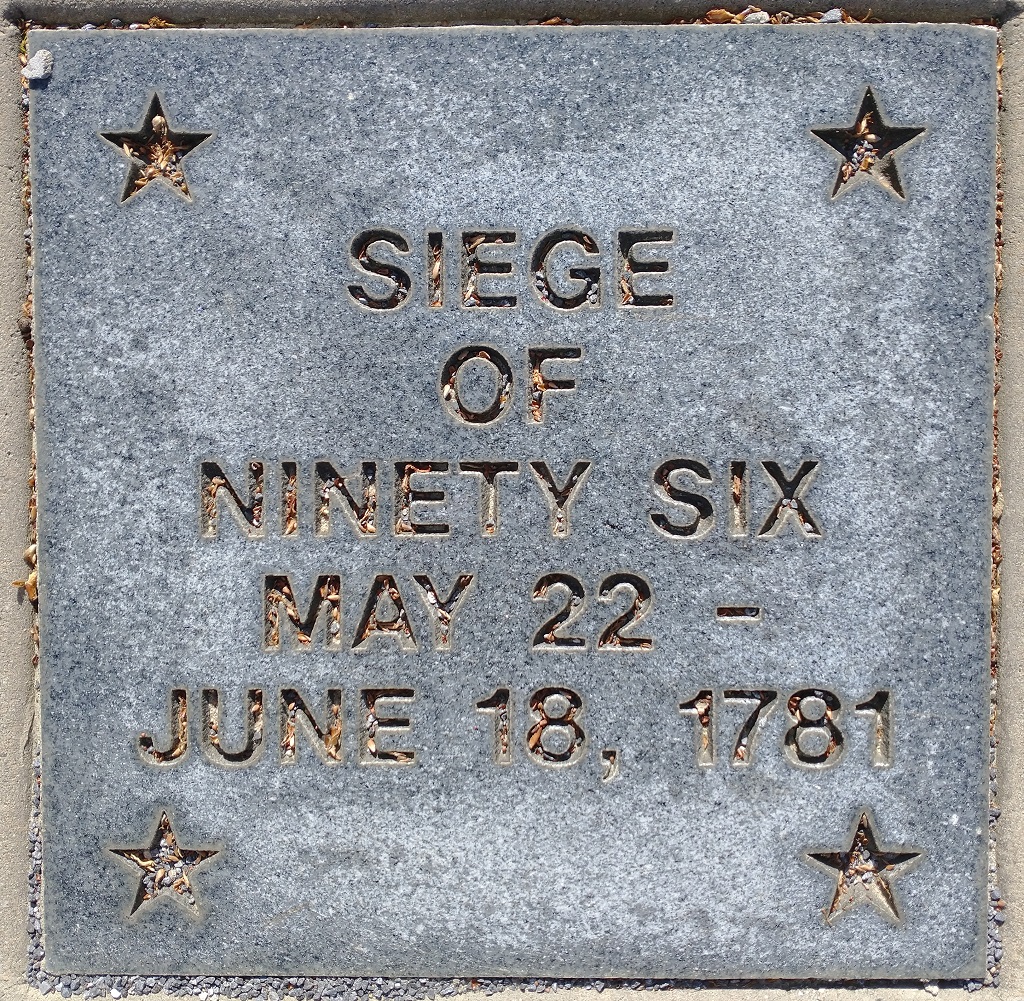 SIEGE
OF
NINETY SIX
MAY 22 -
JUNE 18, 1781